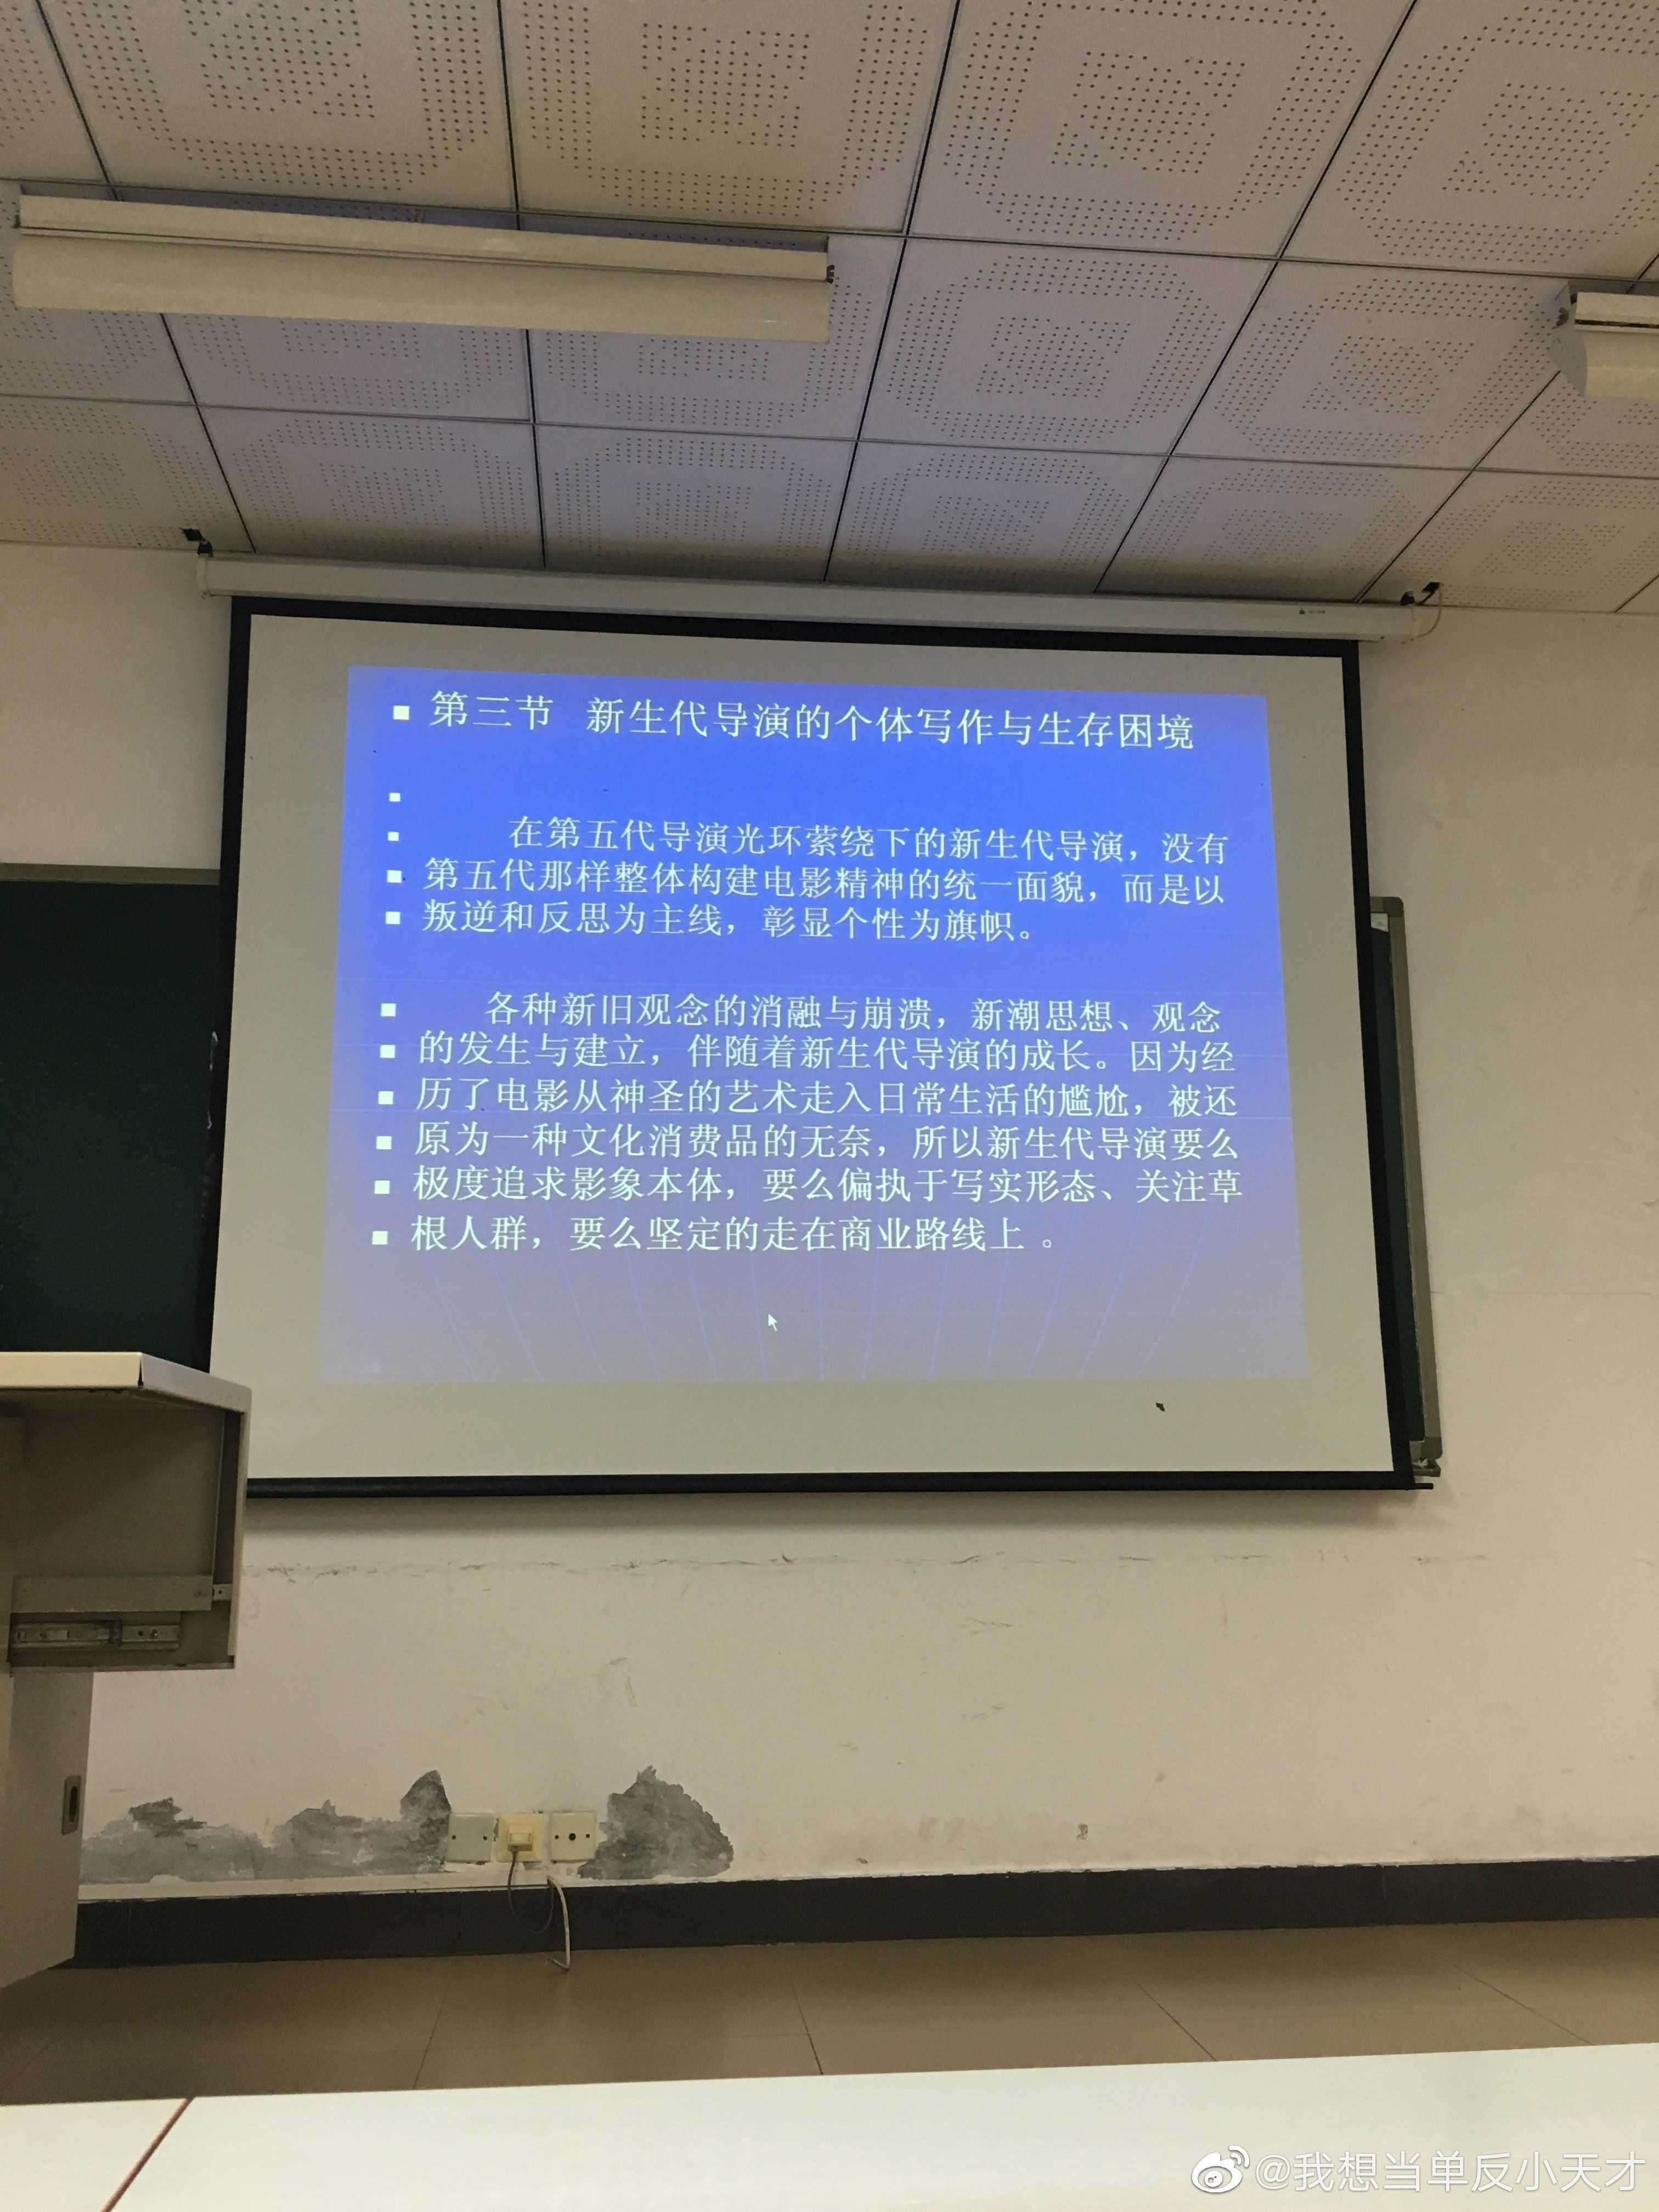 第三节 新生代导演的个体写作与生存困境
在第五代导演光环萦绕下的新生代导演，没有
第五代那样整体构建电影精神的统一面貌，而是以
叛逆和反思为主线，彰显个性为旗帜。
各种新旧观念的消融与崩溃，新潮思想、观念
的发生与建立，伴随着新生代导演的成长。因为经
历了电影从神圣的艺术走入日常生活的尴尬，被还
原为一种文化消费品的无奈，所以新生代导演要么
极度追求影象本体，要么偏执于写实形态、关注草
根人群，要么坚定的走在商业路线上 。
@我想当单反小天才